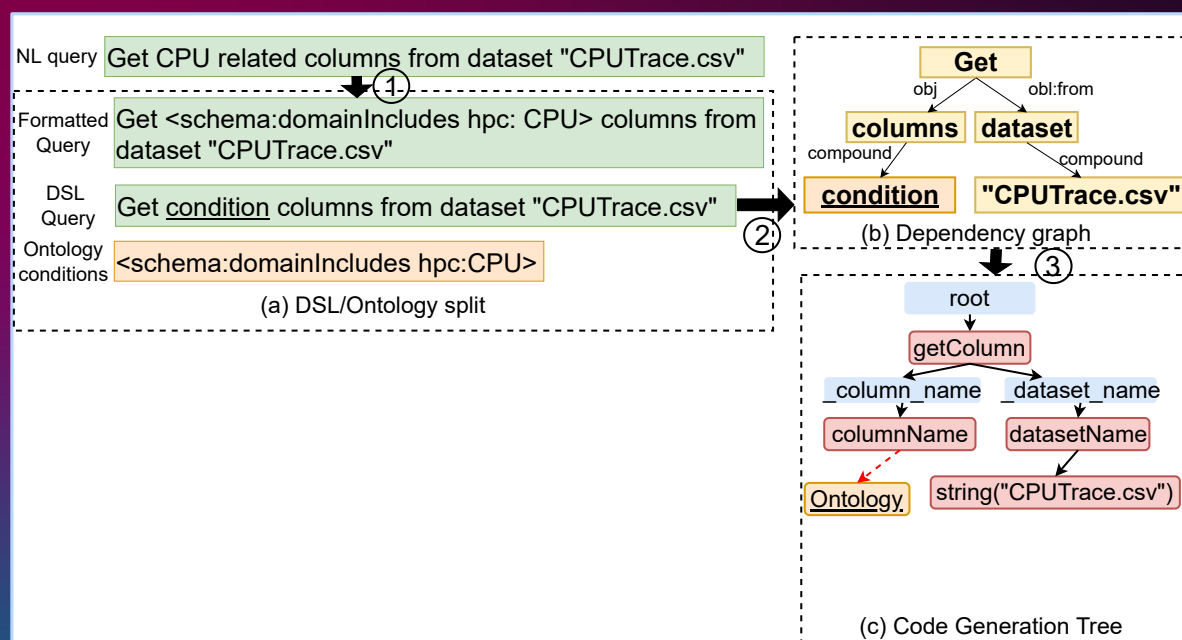 NL query
Get CPU related columns from dataset "CPUTrace.csv"
1
Formatted
Query
Get <schema:domainIncludes hpc: CPU> columns from
dataset "CPUTrace.csv"
DSL
Query
Get condition columns from dataset "CPUTrace.csv"
2
Ontology
conditions
<schema:domainIncludes hpc:CPU>
(a) DSL/Ontology split
Get
obj
obl:from
columns
dataset
compound
compound
condition
"CPUTrace.csv"
(b) Dependency graph
3
root
getColumn
_column_name
_dataset_name
columnName
datasetName
Ontology
string("CPUTrace.csv")
(c) Code Generation Tree